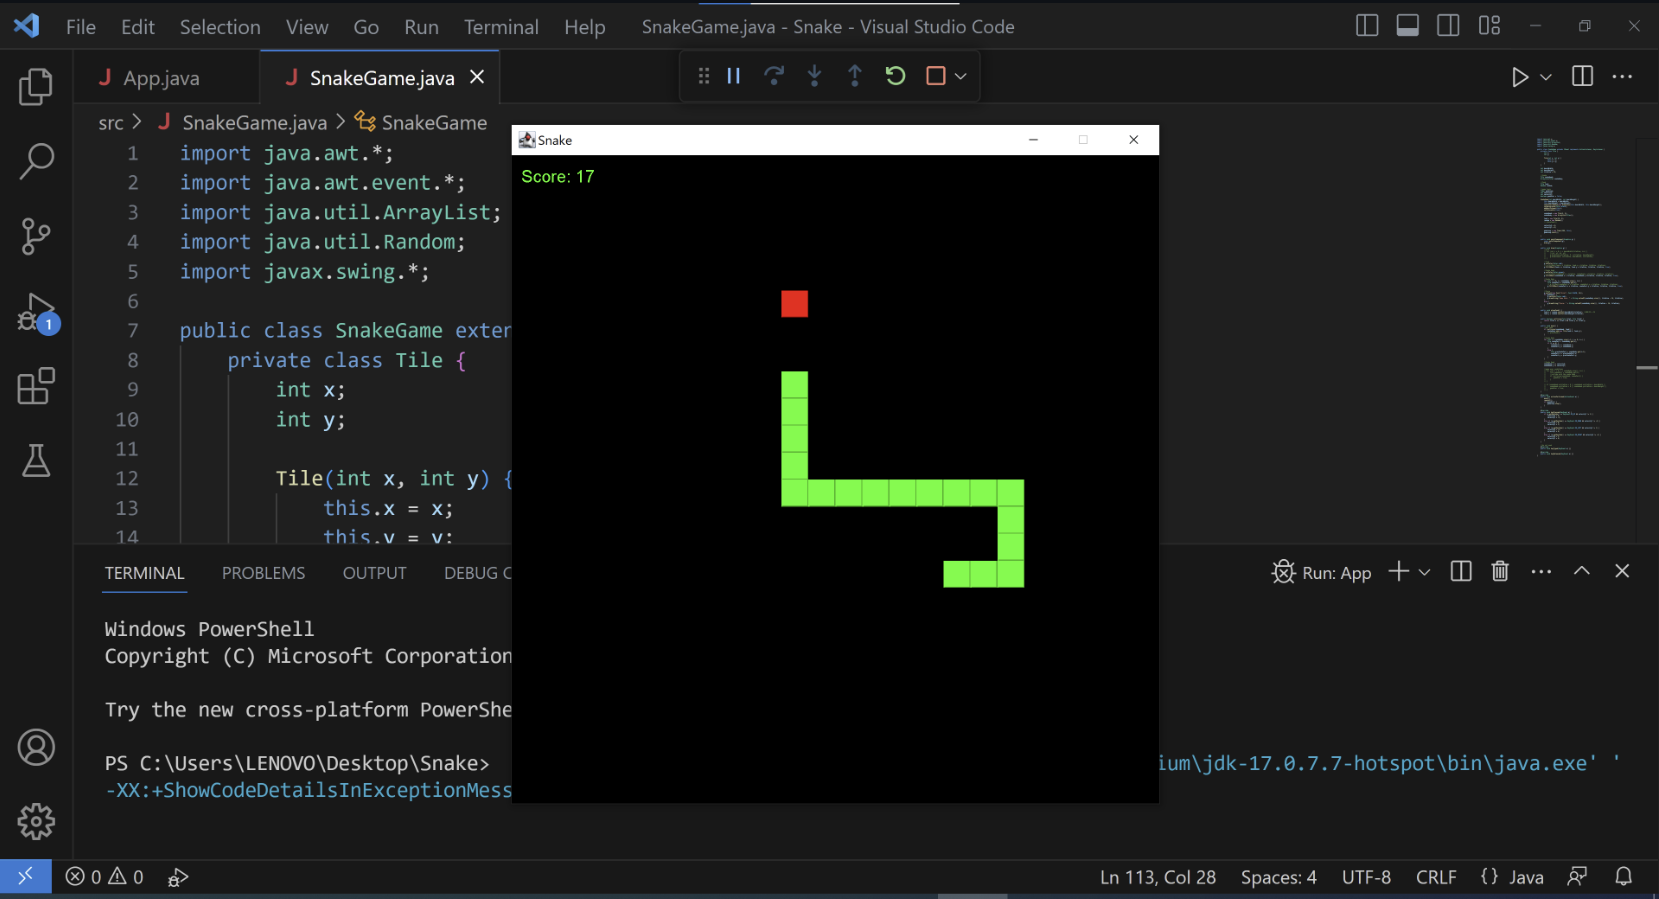 File Edit Selection View Go Run Terminal Help SnakeGame.java - Snake - Visual Studio Code
App.java SnakeGame.java
src > SnakeGame.java > SnakeGame
1 import java.awt.*;
2 import java.awt.event.*;
3 import java.util.ArrayList;
4 import java.util.Random;
5 import javax.swing.*;
6
7 public class SnakeGame exter
8 private class Tile {
9 int x;
10 int y;
11
12 Tile(int x, int y) {
13 this.x = x;
14 this.y = y;
1
Snake
Score: 17
TERMINAL PROBLEMS OUTPUT DEBUG C
Run: App
Windows PowerShell
Copyright (C) Microsoft Corporation
Try the new cross-platform PowerShe
PS C:\Users\LENOVO\Desktop\Snake> ium\jdk-17.0.7.7-hotspot\bin\java.exe' '
-XX:+ShowCodeDetailsInExceptionMess
0 0 Ln 113, Col 28 Spaces: 4 UTF-8 CRLF {} Java